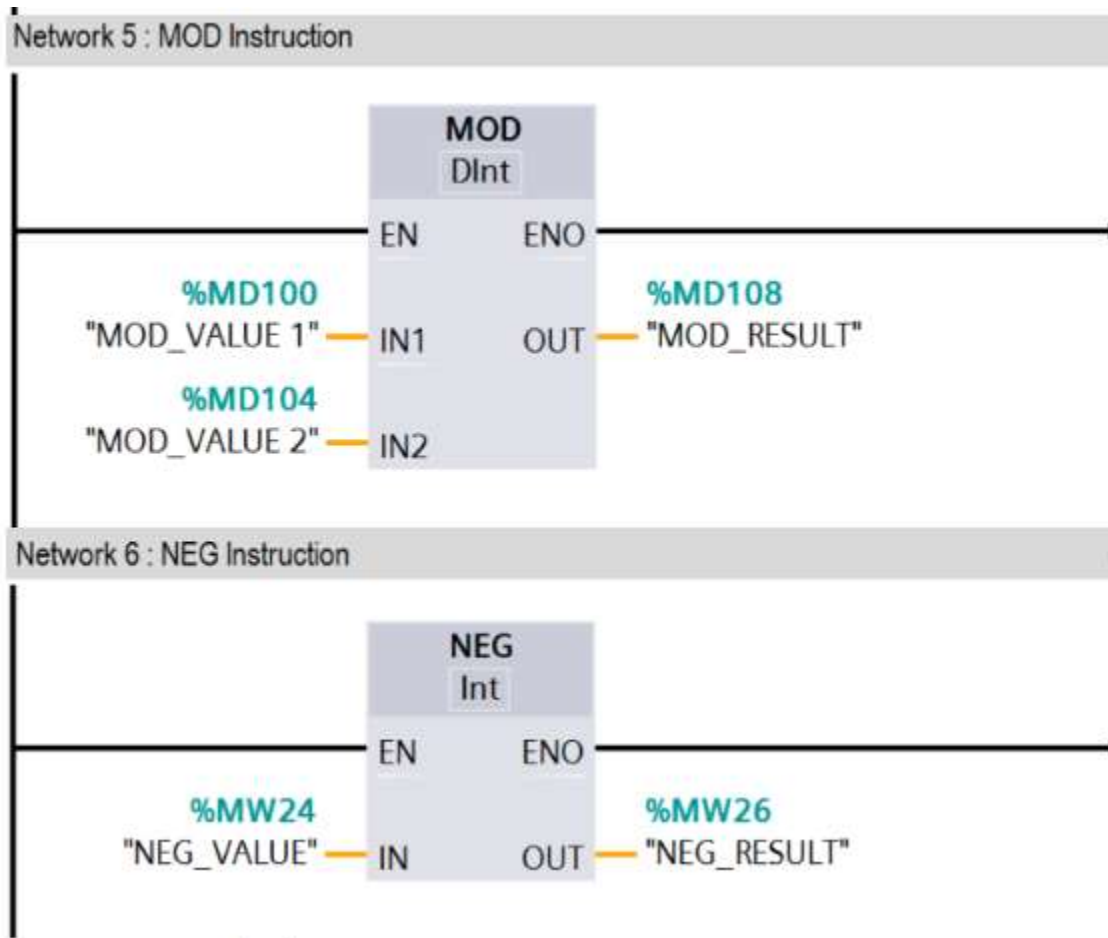 Network 5 : MOD Instruction
MOD
DInt
EN ENO
%MD100 %MD108
"MOD_VALUE 1" IN1 OUT "MOD_RESULT"
%MD104
"MOD_VALUE 2" IN2
Network 6 : NEG Instruction
NEG
Int
EN ENO
%MW24 %MW26
"NEG_VALUE" IN OUT "NEG_RESULT"